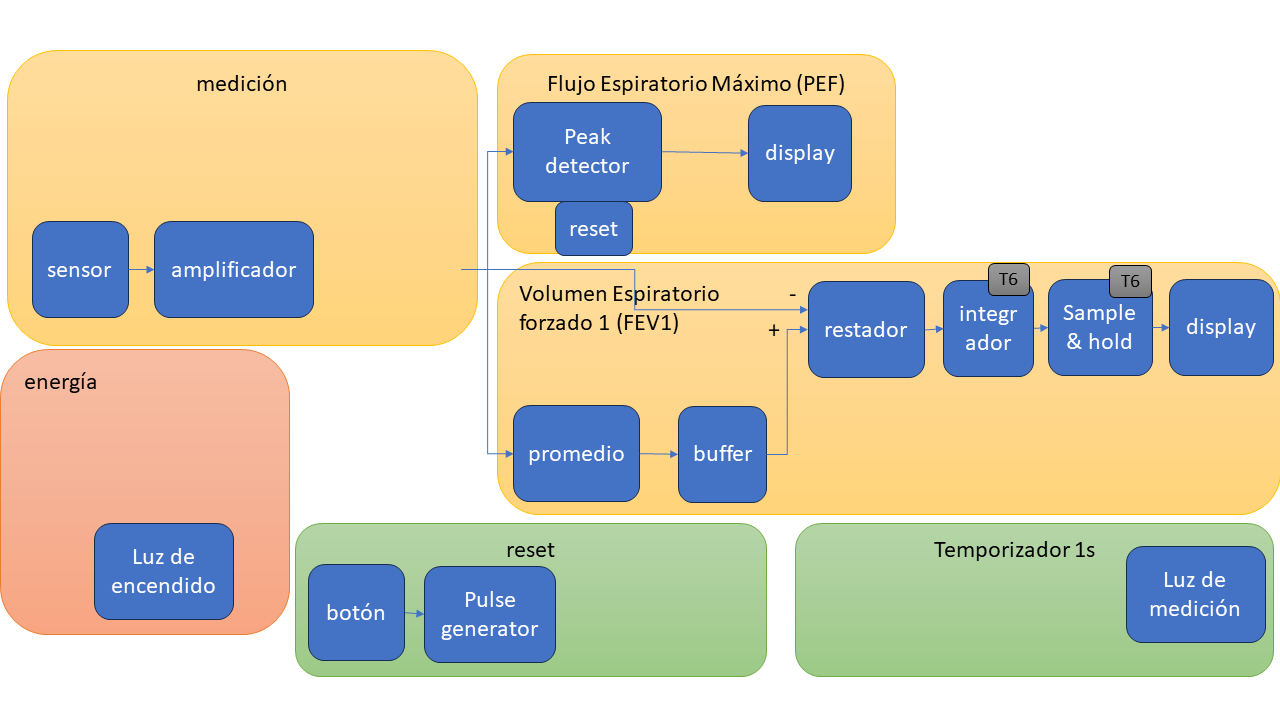 medición
sensor
amplificador
Flujo Espiratorio Máximo (PEF)
Peak
detector
display
reset
Volumen Espiratorio
forzado 1 (FEV1)
-
+
restador
T6
integr
ador
T6
Sample
& hold
display
promedio
buffer
energía
Luz de
encendido
reset
botón
Pulse
generator
Temporizador 1s
Luz de
medición